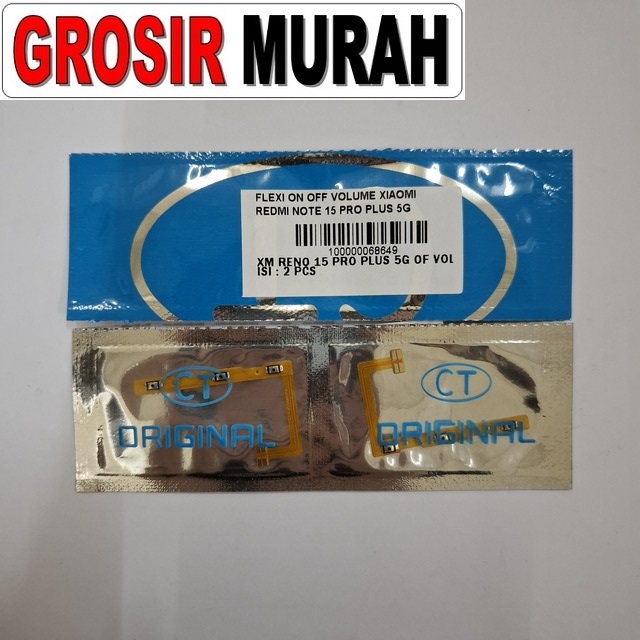 GROSIR MURAH
FLEXI ON OFF VOLUME XIAOMI
REDMI NOTE 15 PRO PLUS 5G
100000068649
XM RENO 15 PRO PLUS 5G OF VOL
ISI : 2 PCS
CT
ORIGINAL
CT
ORIGINAL